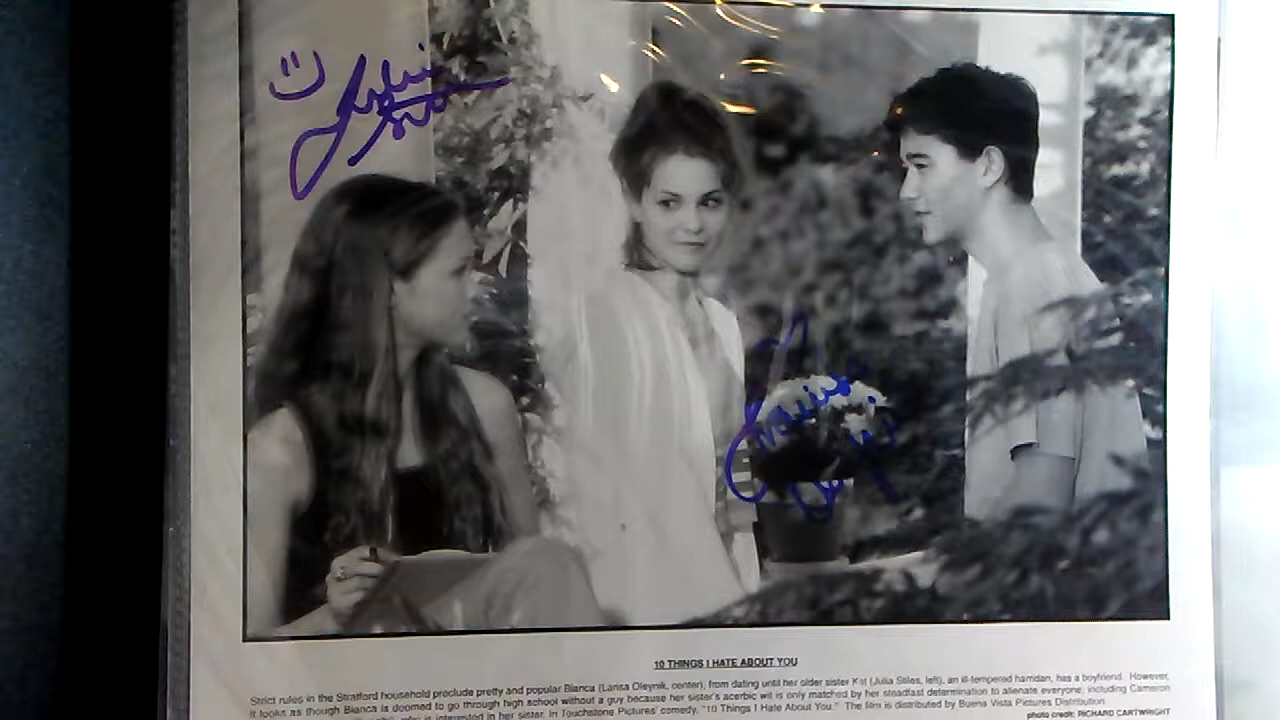 Julia
10 THINGS I HATE ABOUT YOU
Strict rules in the Stratford household preclude pretty and popular Bianca (Larisa Oleynik, center), from dating until her older sister Kit (Julia Stiles, left), an ill-tempered harridan, has a boyfriend. However,
it looks as though Bianca is doomed to go through high school without a guy because her sister's acerbic wit is only matched by her steadfast determination to alienate everyone, including Cameron
is interested in her sister. In Touchstone Pictures' comedy, "10 Things I Hate About You." The film is distributed by Buena Vista Pictures Distribution.
photo credit: RICHARD CARTWRIGHT